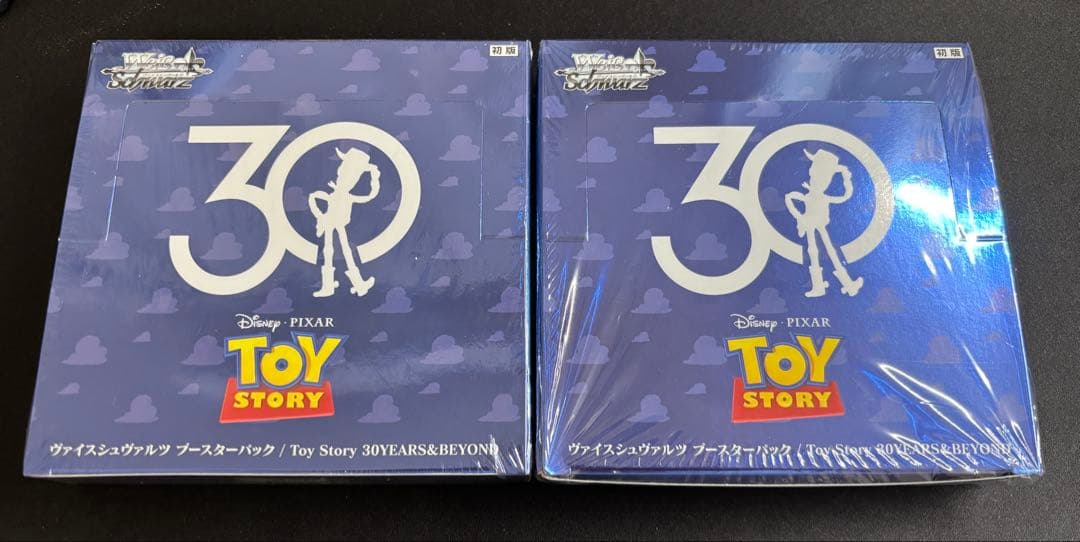 Weiß Schwarz
初版
30
Disney · PIXAR
TOY
STORY
ヴァイスシュヴァルツ ブースターパック / Toy Story 30YEARS&BEYOND
Weiß Schwarz
初版
30
Disney · PIXAR
TOY
STORY
ヴァイスシュヴァルツ ブースターパック / Toy Story 30YEARS&BEYOND